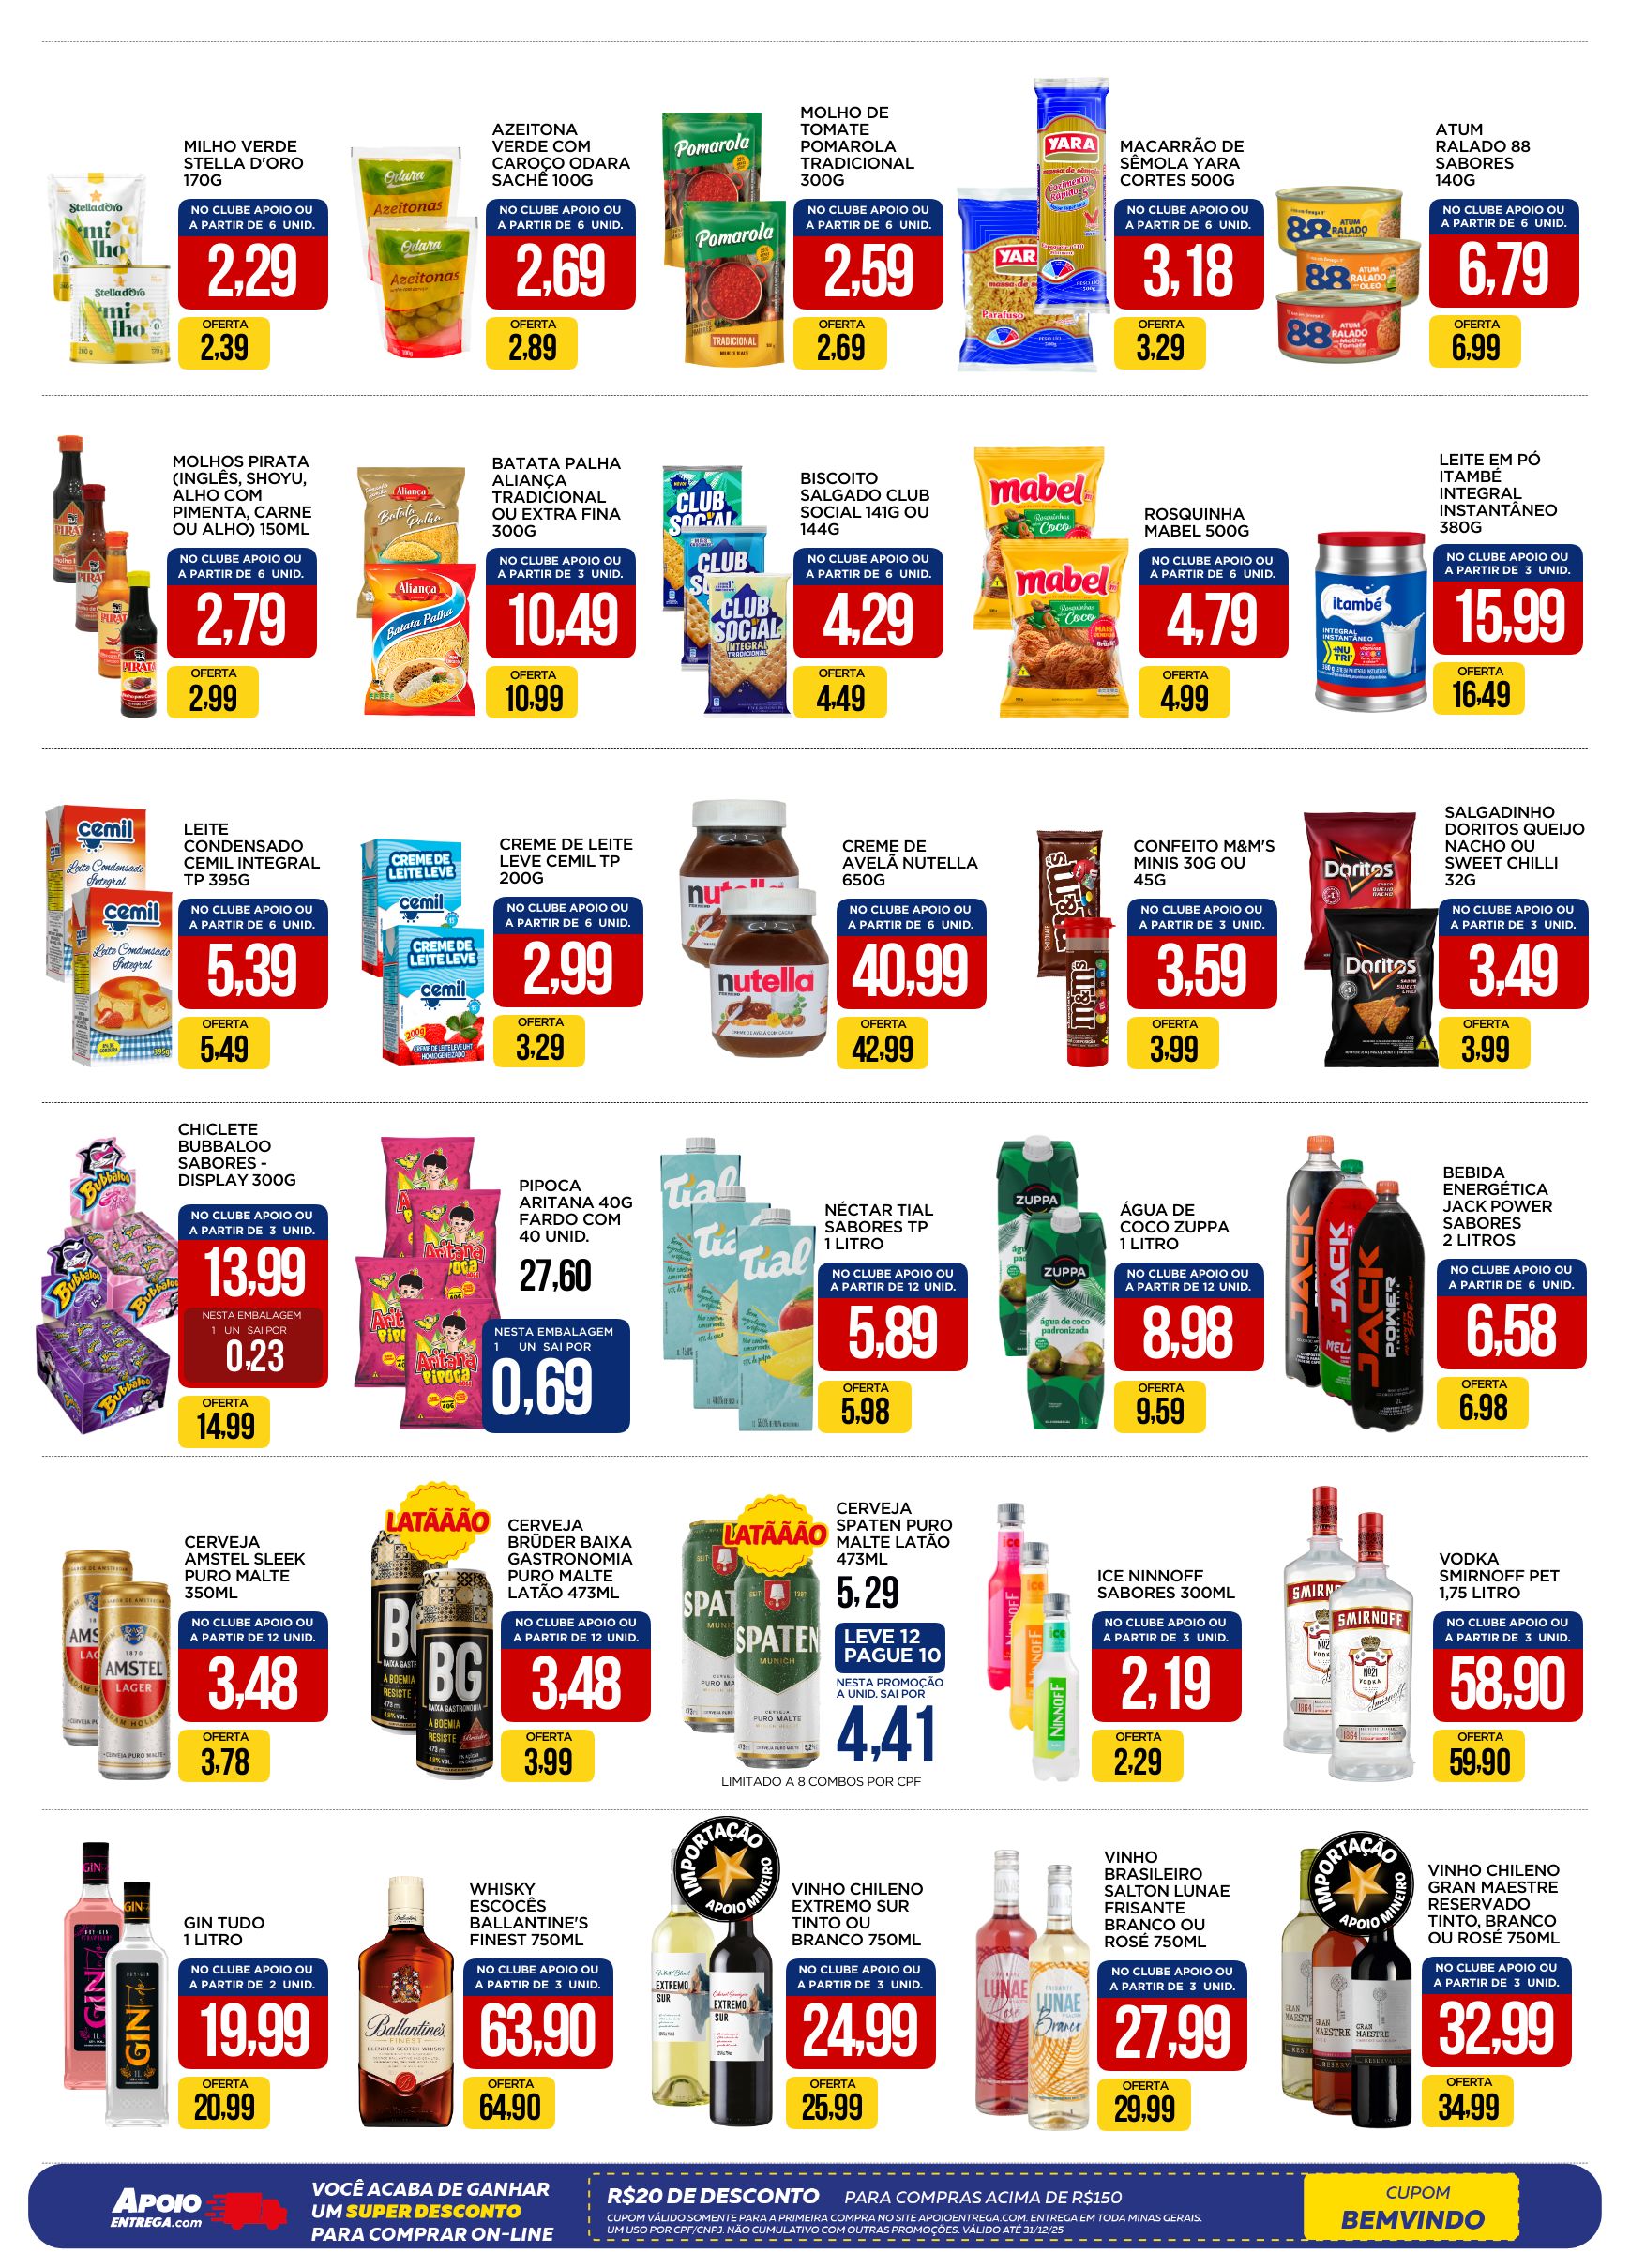 MILHO VERDE
STELLA D'ORO
170G
NO CLUBE APOIO OU
A PARTIR DE 6 UNID.
2,29
OFERTA
2,39
AZEITONA
VERDE COM
CAROÇO ODARA
SACHÊ 100G
NO CLUBE APOIO OU
A PARTIR DE 6 UNID.
2,69
OFERTA
2,89
MOLHO DE
TOMATE
POMAROLA
TRADICIONAL
300G
NO CLUBE APOIO OU
A PARTIR DE 6 UNID.
2,59
OFERTA
2,69
MACARRÃO DE
SÊMOLA YARA
CORTES 500G
NO CLUBE APOIO OU
A PARTIR DE 6 UNID.
3,18
OFERTA
3,29
ATUM
RALADO 88
SABORES
140G
NO CLUBE APOIO OU
A PARTIR DE 6 UNID.
6,79
OFERTA
6,99
MOLHOS PIRATA
(INGLÊS, SHOYU,
ALHO COM
PIMENTA, CARNE
OU ALHO) 150ML
NO CLUBE APOIO OU
A PARTIR DE 6 UNID.
2,79
OFERTA
2,99
BATATA PALHA
ALIANÇA
TRADICIONAL
OU EXTRA FINA
300G
NO CLUBE APOIO OU
A PARTIR DE 3 UNID.
10,49
OFERTA
10,99
BISCOITO
SALGADO CLUB
SOCIAL 141G OU
144G
NO CLUBE APOIO OU
A PARTIR DE 6 UNID.
4,29
OFERTA
4,49
ROSQUINHA
MABEL 500G
NO CLUBE APOIO OU
A PARTIR DE 6 UNID.
4,79
OFERTA
4,99
LEITE EM PÓ
ITAMBÉ
INTEGRAL
INSTANTÂNEO
380G
NO CLUBE APOIO OU
A PARTIR DE 3 UNID.
15,99
OFERTA
16,49
LEITE
CONDENSADO
CEMIL INTEGRAL
TP 395G
NO CLUBE APOIO OU
A PARTIR DE 6 UNID.
5,39
OFERTA
5,49
CREME DE LEITE
LEVE CEMIL TP
200G
NO CLUBE APOIO OU
A PARTIR DE 6 UNID.
2,99
OFERTA
3,29
CREME DE
AVELÃ NUTELLA
650G
NO CLUBE APOIO OU
A PARTIR DE 6 UNID.
40,99
OFERTA
42,99
CONFEITO M&M'S
MINIS 30G OU
45G
NO CLUBE APOIO OU
A PARTIR DE 3 UNID.
3,59
OFERTA
3,99
SALGADINHO
DORITOS QUEIJO
NACHO OU
SWEET CHILLI
32G
NO CLUBE APOIO OU
A PARTIR DE 3 UNID.
3,49
OFERTA
3,99
CHICLETE
BUBBALOO
SABORES -
DISPLAY 300G
NO CLUBE APOIO OU
A PARTIR DE 3 UNID.
13,99
NESTA EMBALAGEM
1 UN SAI POR
0,23
OFERTA
14,99
PIPOCA
ARITANA 40G
FARDO COM
40 UNID.
27,60
NESTA EMBALAGEM
1 UN SAI POR
0,69
NÉCTAR TIAL
SABORES TP
1 LITRO
NO CLUBE APOIO OU
A PARTIR DE 12 UNID.
5,89
OFERTA
5,98
ÁGUA DE
COCO ZUPPA
1 LITRO
NO CLUBE APOIO OU
A PARTIR DE 12 UNID.
8,98
OFERTA
9,59
BEBIDA
ENERGÉTICA
JACK POWER
SABORES
2 LITROS
NO CLUBE APOIO OU
A PARTIR DE 6 UNID.
6,58
OFERTA
6,98
CERVEJA
AMSTEL SLEEK
PURO MALTE
350ML
NO CLUBE APOIO OU
A PARTIR DE 12 UNID.
3,48
OFERTA
3,78
LATÃÃÃO
CERVEJA
BRÜDER BAIXA
GASTRONOMIA
PURO MALTE
LATÃO 473ML
NO CLUBE APOIO OU
A PARTIR DE 12 UNID.
3,48
OFERTA
3,99
LATÃÃÃO
CERVEJA
SPATEN PURO
MALTE LATÃO
473ML
5,29
LEVE 12
PAGUE 10
NESTA PROMOÇÃO
A UNID. SAI POR
4,41
LIMITADO A 8 COMBOS POR CPF
ICE NINNOFF
SABORES 300ML
NO CLUBE APOIO OU
A PARTIR DE 3 UNID.
2,19
OFERTA
2,29
VODKA
SMIRNOFF PET
1,75 LITRO
NO CLUBE APOIO OU
A PARTIR DE 3 UNID.
58,90
OFERTA
59,90
GIN TUDO
1 LITRO
NO CLUBE APOIO OU
A PARTIR DE 2 UNID.
19,99
OFERTA
20,99
WHISKY
ESCOCÊS
BALLANTINE'S
FINEST 750ML
NO CLUBE APOIO OU
A PARTIR DE 3 UNID.
63,90
OFERTA
64,90
IMPORTAÇÃO
APOIO MINEIRO
VINHO CHILENO
EXTREMO SUR
TINTO OU
BRANCO 750ML
NO CLUBE APOIO OU
A PARTIR DE 3 UNID.
24,99
OFERTA
25,99
VINHO
BRASILEIRO
SALTON LUNAE
FRISANTE
BRANCO OU
ROSÉ 750ML
NO CLUBE APOIO OU
A PARTIR DE 3 UNID.
27,99
OFERTA
29,99
IMPORTAÇÃO
APOIO MINEIRO
VINHO CHILENO
GRAN MAESTRE
RESERVADO
TINTO, BRANCO
OU ROSÉ 750ML
NO CLUBE APOIO OU
A PARTIR DE 3 UNID.
32,99
OFERTA
34,99
APOIO
ENTREGA.com
VOCÊ ACABA DE GANHAR
UM SUPER DESCONTO
PARA COMPRAR ON-LINE
R$20 DE DESCONTO PARA COMPRAS ACIMA DE R$150
CUPOM VÁLIDO SOMENTE PARA A PRIMEIRA COMPRA NO SITE APOIOENTREGA.COM. ENTREGA EM TODA MINAS GERAIS.
UM USO POR CPF/CNPJ. NÃO CUMULATIVO COM OUTRAS PROMOÇÕES. VÁLIDO ATÉ 31/12/25
CUPOM
BEMVINDO